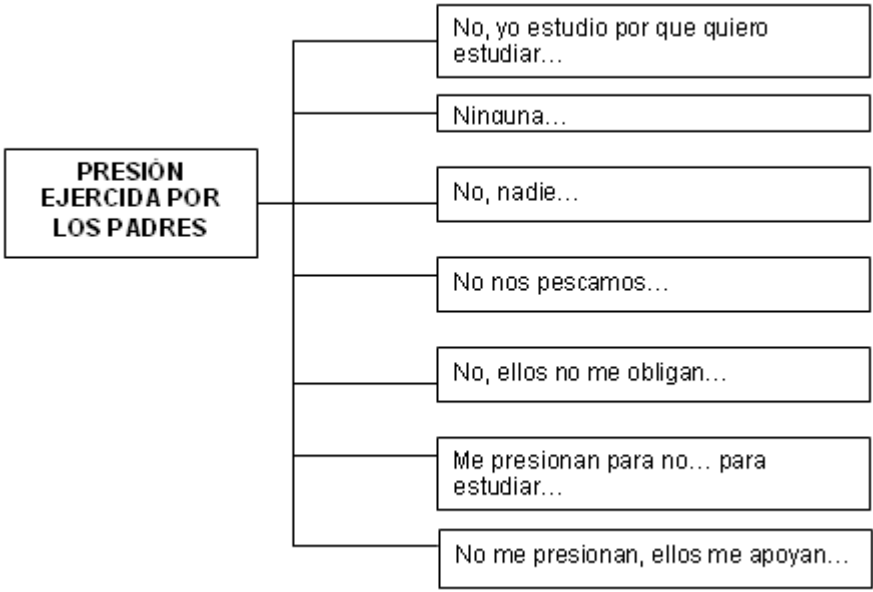 No, yo estudio por que quiero
estudiar...
Ninguna...
PRESIÓN
EJERCIDA POR
LOS PADRES
No, nadie...
No nos pescamos...
No, ellos no me obligan...
Me presionan para no... para
estudiar...
No me presionan, ellos me apoyan...